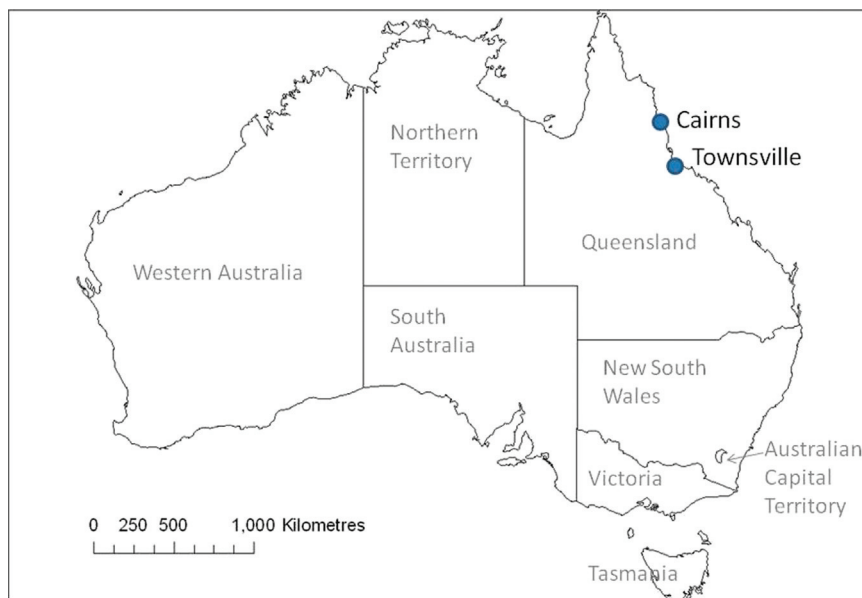 Northern
Territory
Cairns
Townsville
Queensland
Western Australia
South
Australia
New South
Wales
Australian
Capital
Territory
Victoria
0 250 500 1,000 Kilometres
Tasmania